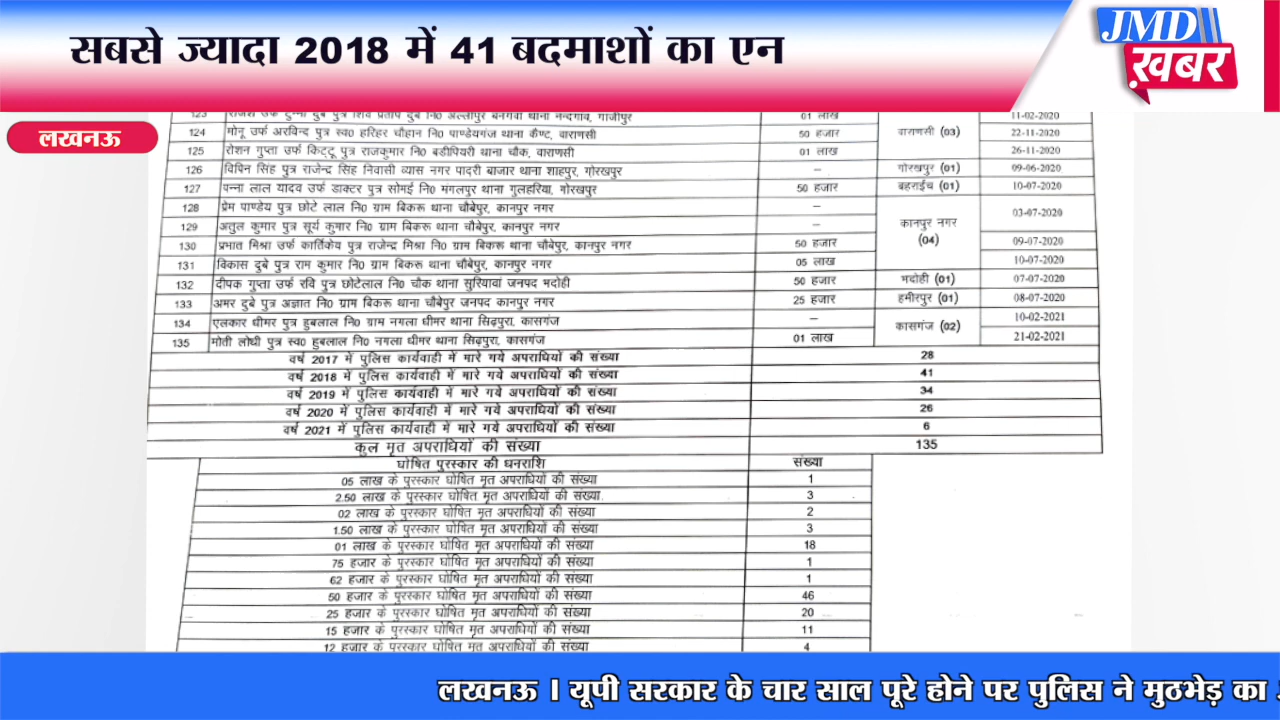 सबसे ज्यादा 2018 में 41 बदमाशों का एन
JMD
ख़बर
लखनऊ
123 राजेश उर्फ दुन्ना दुबे पुत्र शिव प्रताप दुबे नि0 अल्लीपुर बनगवा थाना नन्दगंज, गाजीपुर 01 लाख 11-02-2020
124 मोनू उर्फ अरविन्द पुत्र स्व0 हरिहर चौहान नि0 पाण्डेयगंज थाना कैण्ट, वाराणसी 50 हजार वाराणसी (03) 22-11-2020
125 रोशन गुप्ता उर्फ किट्टू पुत्र राजकुमार नि0 बडीपियरी थाना चौक, वाराणसी 01 लाख 26-11-2020
126 विपिन सिंह पुत्र राजेन्द्र सिंह निवासी व्यास नगर पादरी बाजार थाना शाहपुर, गोरखपुर – गोरखपुर (01) 09-06-2020
127 पन्ना लाल यादव उर्फ डाक्टर पुत्र सोमई नि0 मंगलपुर थाना गुलहरिया, गोरखपुर 50 हजार बहराईच (01) 10-07-2020
128 प्रेम पाण्डेय पुत्र छोटे लाल नि0 ग्राम बिकरू थाना चौबेपुर, कानपुर नगर – कानपुर नगर (04) 03-07-2020
129 अतुल कुमार पुत्र सूर्य कुमार नि0 ग्राम बिकरू थाना चौबेपुर, कानपुर नगर –
130 प्रभात मिश्रा उर्फ कार्तिकेय पुत्र राजेन्द्र मिश्रा नि0 ग्राम बिकरू थाना चौबेपुर, कानपुर नगर 50 हजार 09-07-2020
131 विकास दुबे पुत्र राम कुमार नि0 ग्राम बिकरू थाना चौबेपुर, कानपुर नगर 05 लाख 10-07-2020
132 दीपक गुप्ता उर्फ रवि पुत्र छोटेलाल नि0 चौक थाना सुरियावां जनपद भदोही 50 हजार भदोही (01) 07-07-2020
133 अमर दुबे पुत्र अज्ञात नि0 ग्राम बिकरू थाना चौबेपुर जनपद कानपुर नगर 25 हजार हमीरपुर (01) 08-07-2020
134 एलकार धीमर पुत्र हुबलाल नि0 ग्राम नगला धीमर थाना सिढ़पुरा, कासगंज – कासगंज (02) 10-02-2021
135 मोती लोधी पुत्र स्व0 हुबलाल नि0 नगला धीमर थाना सिढ़पुरा, कासगंज 01 लाख 21-02-2021
वर्ष 2017 में पुलिस कार्यवाही में मारे गये अपराधियों की संख्या 28
वर्ष 2018 में पुलिस कार्यवाही में मारे गये अपराधियों की संख्या 41
वर्ष 2019 में पुलिस कार्यवाही में मारे गये अपराधियों की संख्या 34
वर्ष 2020 में पुलिस कार्यवाही में मारे गये अपराधियों की संख्या 26
वर्ष 2021 में पुलिस कार्यवाही में मारे गये अपराधियों की संख्या 6
कुल मृत अपराधियों की संख्या 135
घोषित पुरस्कार की धनराशि संख्या
05 लाख के पुरस्कार घोषित मृत अपराधियों की संख्या 1
2.50 लाख के पुरस्कार घोषित मृत अपराधियों की संख्या 3
02 लाख के पुरस्कार घोषित मृत अपराधियों की संख्या 2
1.50 लाख के पुरस्कार घोषित मृत अपराधियों की संख्या 3
01 लाख के पुरस्कार घोषित मृत अपराधियों की संख्या 18
75 हजार के पुरस्कार घोषित मृत अपराधियों की संख्या 1
62 हजार के पुरस्कार घोषित मृत अपराधियों की संख्या 1
50 हजार के पुरस्कार घोषित मृत अपराधियों की संख्या 46
25 हजार के पुरस्कार घोषित मृत अपराधियों की संख्या 20
15 हजार के पुरस्कार घोषित मृत अपराधियों की संख्या 11
12 हजार के पुरस्कार घोषित मृत अपराधियों की संख्या 4
लखनऊ । यूपी सरकार के चार साल पूरे होने पर पुलिस ने मुठभेड़ का